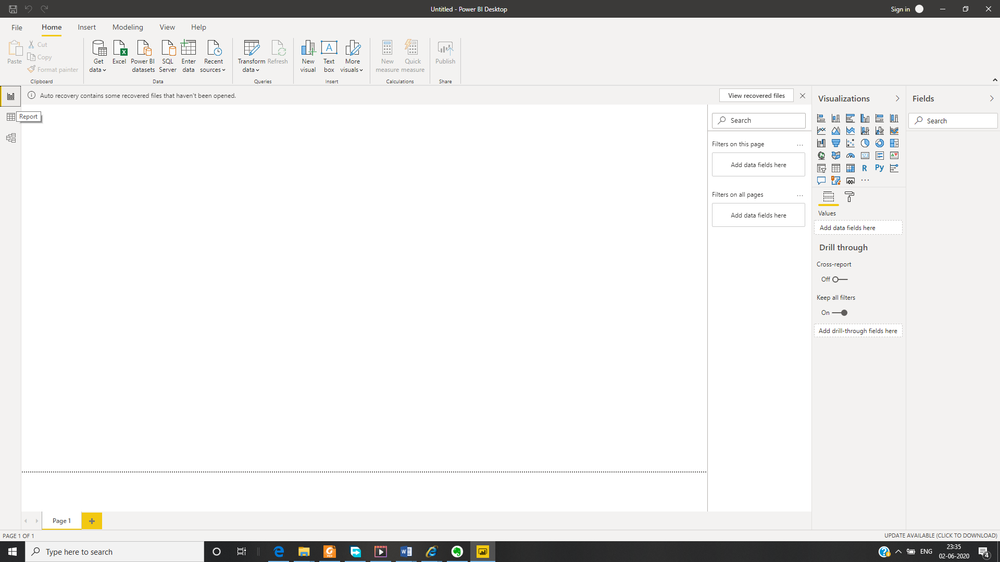 Untitled - Power BI Desktop
Sign in
File Home Insert Modeling View Help
Paste
Cut
Copy
Format painter
Clipboard
Get data
Excel
Power BI datasets
SQL Server
Enter data
Recent sources
Data
Transform data
Refresh
Queries
New visual
Text box
More visuals
Insert
New measure
Quick measure
Calculations
Publish
Share
Auto recovery contains some recovered files that haven't been opened.
View recovered files
Report
Search
Filters on this page
...
Add data fields here
Filters on all pages
...
Add data fields here
Visualizations
123
R
Py
...
Values
Add data fields here
Drill through
Cross-report
Off
Keep all filters
On
Add drill-through fields here
Fields
Search
Page 1
+
PAGE 1 OF 1
UPDATE AVAILABLE (CLICK TO DOWNLOAD)
Type here to search
ENG
23:35
02-06-2020
4